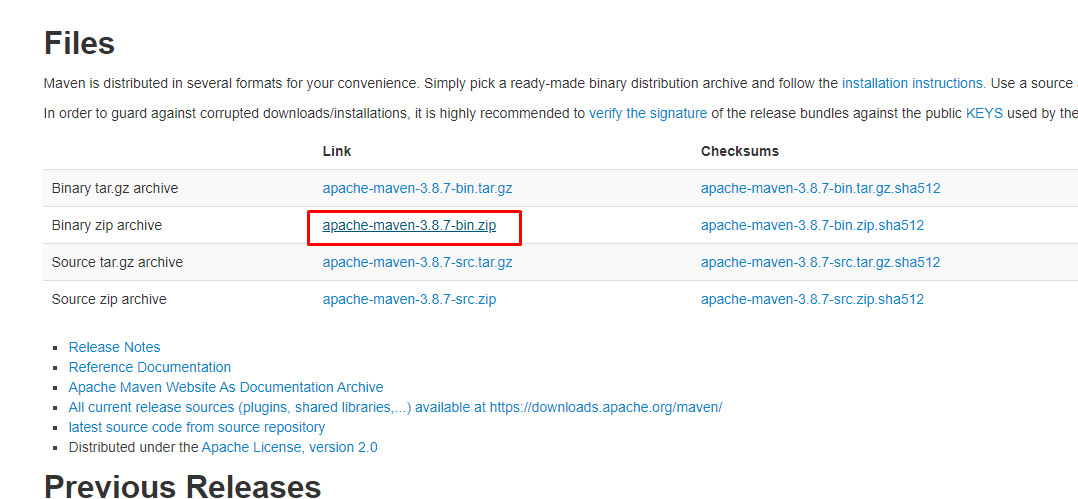 Files
Maven is distributed in several formats for your convenience. Simply pick a ready-made binary distribution archive and follow the installation instructions. Use a source
In order to guard against corrupted downloads/installations, it is highly recommended to verify the signature of the release bundles against the public KEYS used by the
Link Checksums
Binary tar.gz archive apache-maven-3.8.7-bin.tar.gz apache-maven-3.8.7-bin.tar.gz.sha512
Binary zip archive apache-maven-3.8.7-bin.zip apache-maven-3.8.7-bin.zip.sha512
Source tar.gz archive apache-maven-3.8.7-src.tar.gz apache-maven-3.8.7-src.tar.gz.sha512
Source zip archive apache-maven-3.8.7-src.zip apache-maven-3.8.7-src.zip.sha512
Release Notes
Reference Documentation
Apache Maven Website As Documentation Archive
All current release sources (plugins, shared libraries,...) available at https://downloads.apache.org/maven/
latest source code from source repository
Distributed under the Apache License, version 2.0
Previous Releases